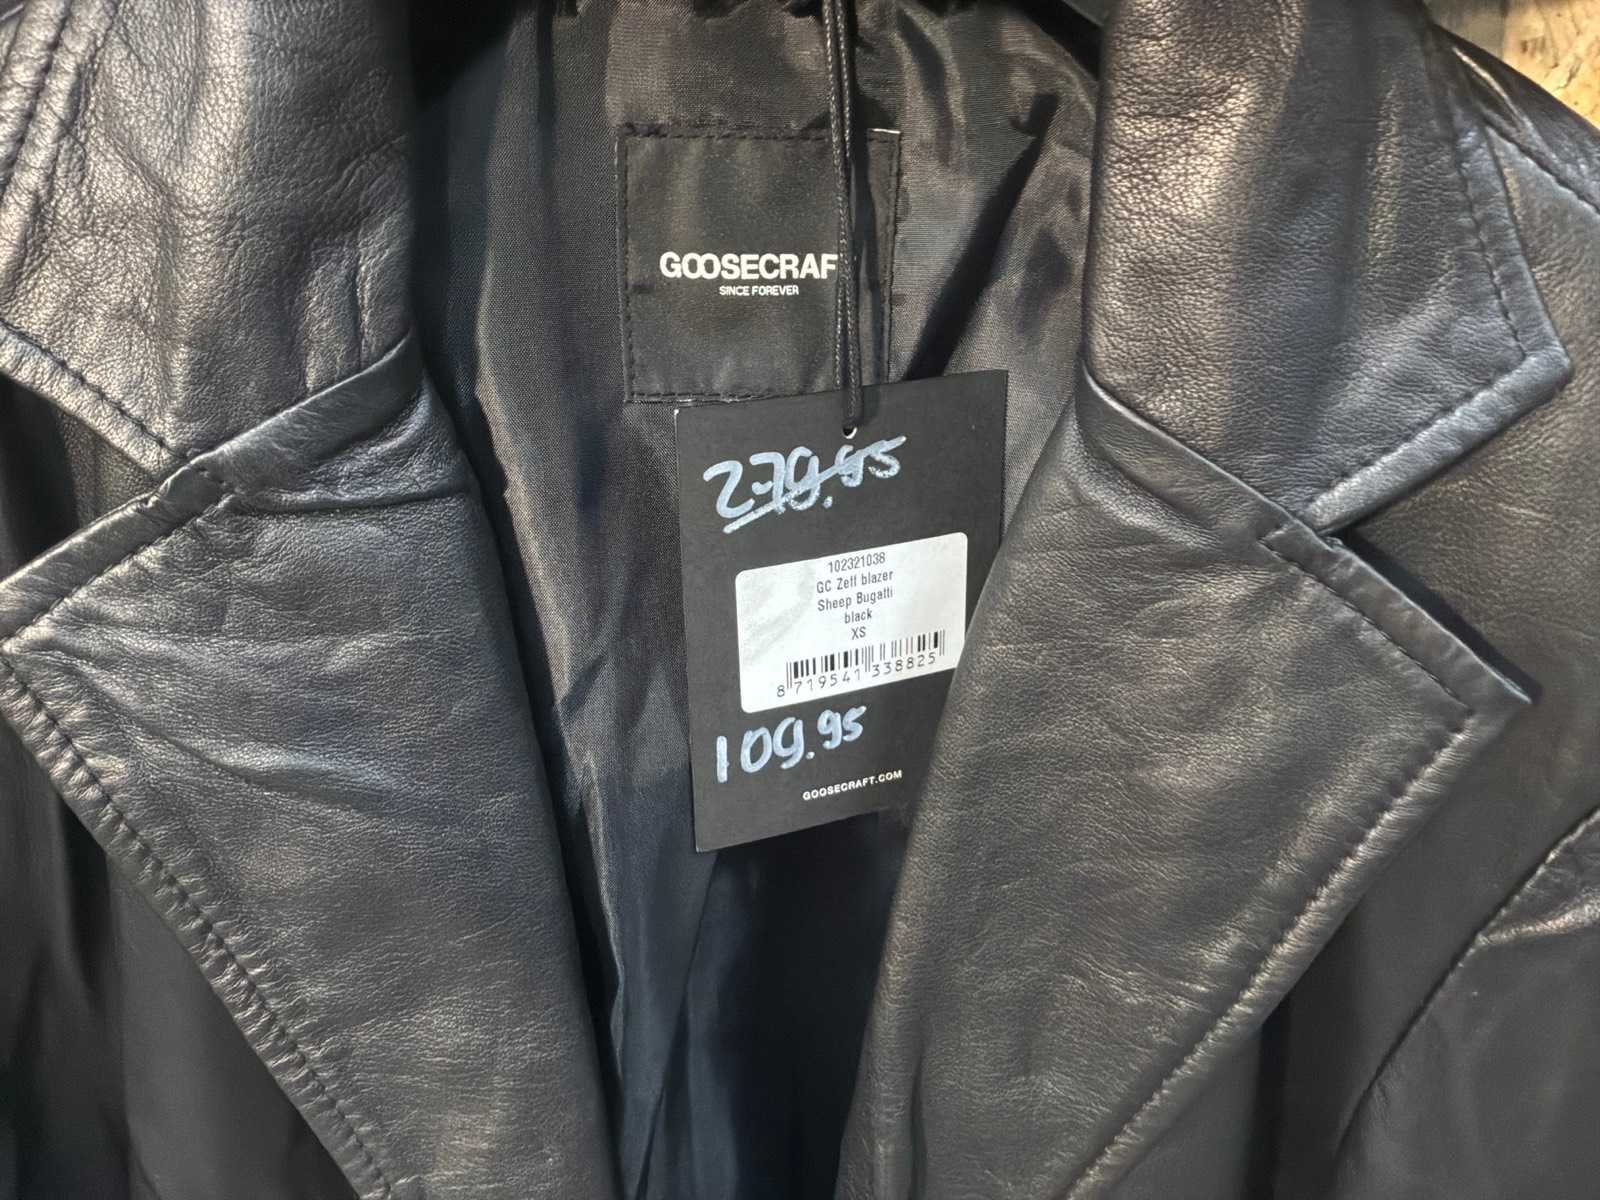 GOOSECRAF
SINCE FOREVER
279.95
102321038
GC Zeff blazer
Sheep Bugatti
black
XS
8 719541 338825
109.95
GOOSECRAFT.COM